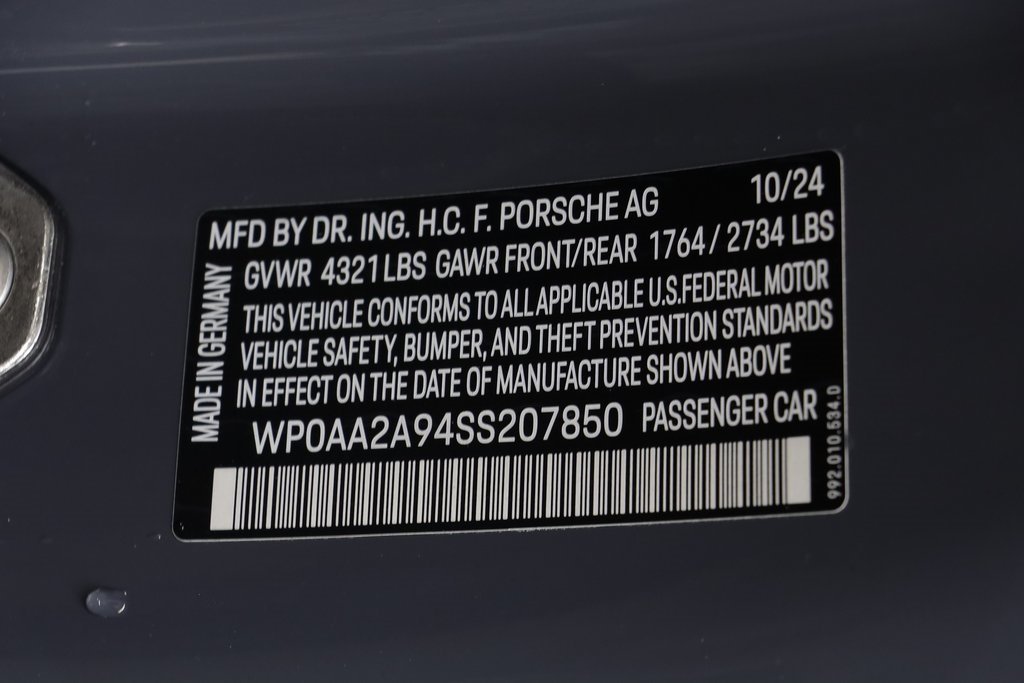 MFD BY DR. ING. H.C. F. PORSCHE AG 10/24
GVWR 4321 LBS GAWR FRONT/REAR 1764 / 2734 LBS
THIS VEHICLE CONFORMS TO ALL APPLICABLE U.S.FEDERAL MOTOR
VEHICLE SAFETY, BUMPER, AND THEFT PREVENTION STANDARDS
IN EFFECT ON THE DATE OF MANUFACTURE SHOWN ABOVE
WP0AA2A94SS207850 PASSENGER CAR
MADE IN GERMANY
992.010.534.0